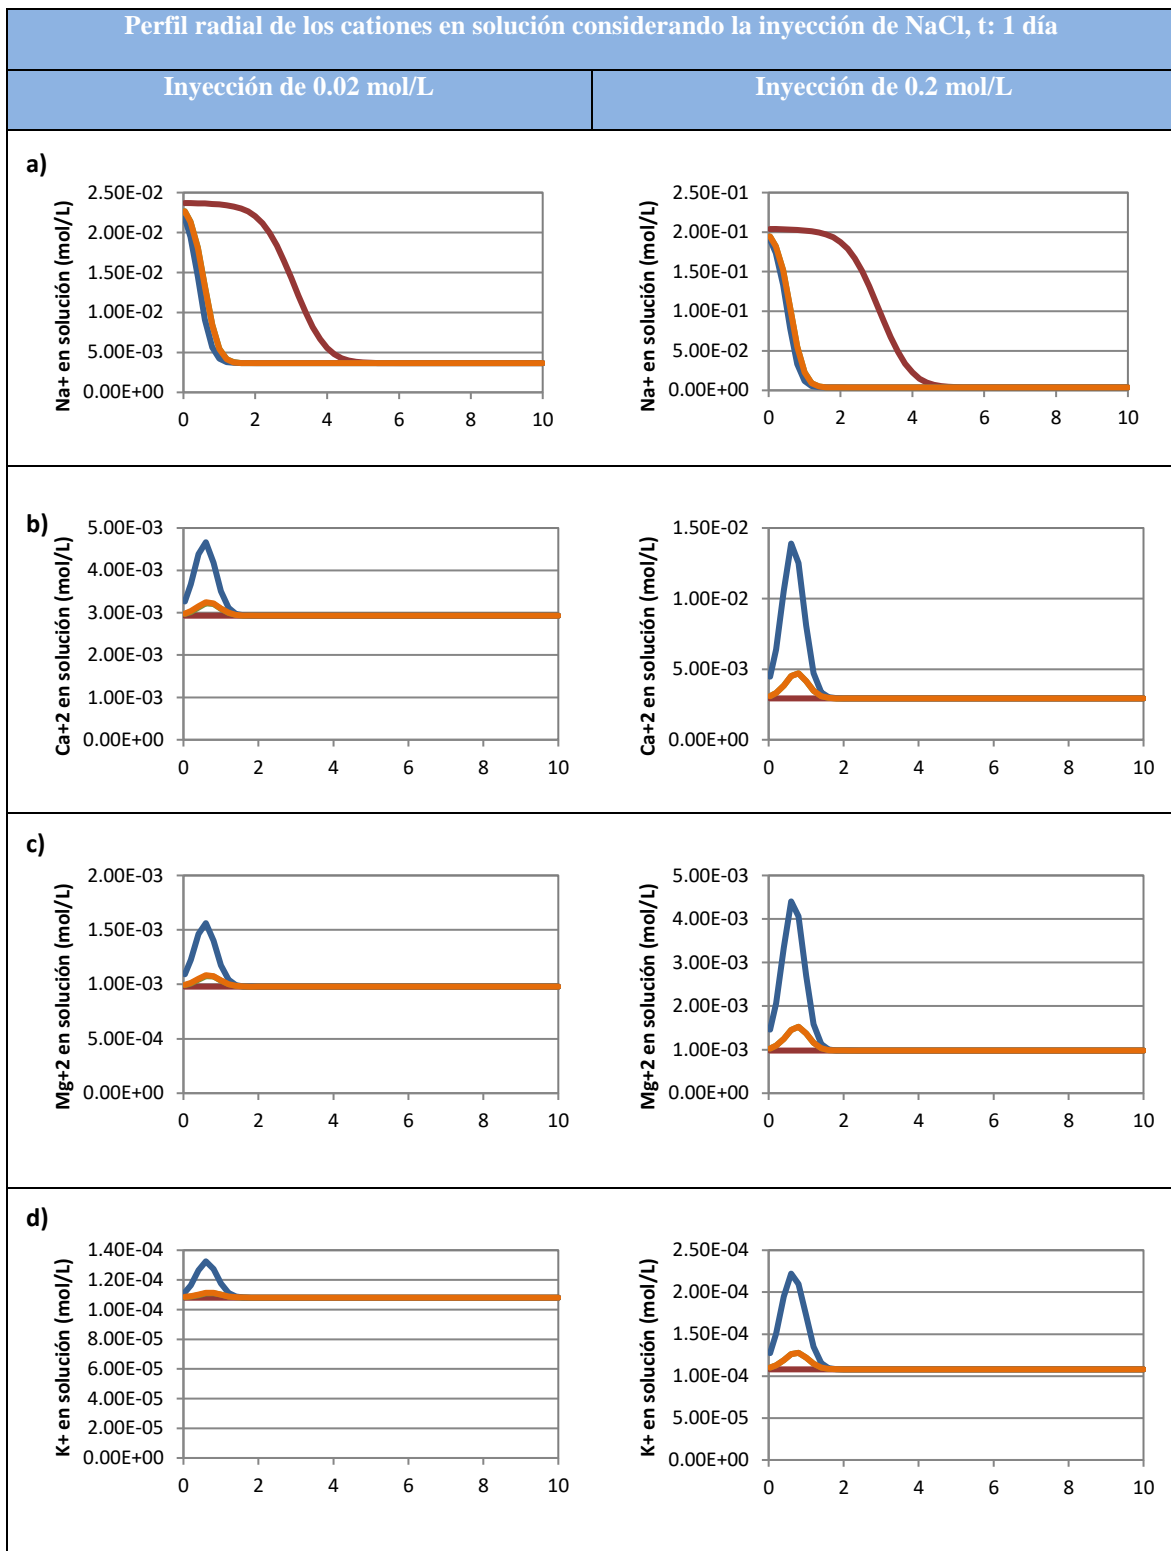 Perfil radial de los cationes en solución considerando la inyección de NaCl, t: 1 día
Inyección de 0.02 mol/L
Inyección de 0.2 mol/L
a)
Na+ en solución (mol/L)
2.50E-02
2.00E-02
1.50E-02
1.00E-02
5.00E-03
0.00E+00
0 2 4 6 8 10
Na+ en solución (mol/L)
2.50E-01
2.00E-01
1.50E-01
1.00E-01
5.00E-02
0.00E+00
0 2 4 6 8 10
b)
Ca+2 en solución (mol/L)
5.00E-03
4.00E-03
3.00E-03
2.00E-03
1.00E-03
0.00E+00
0 2 4 6 8 10
Ca+2 en solución (mol/L)
1.50E-02
1.00E-02
5.00E-03
0.00E+00
0 2 4 6 8 10
c)
Mg+2 en solución (mol/L)
2.00E-03
1.50E-03
1.00E-03
5.00E-04
0.00E+00
0 2 4 6 8 10
Mg+2 en solución (mol/L)
5.00E-03
4.00E-03
3.00E-03
2.00E-03
1.00E-03
0.00E+00
0 2 4 6 8 10
d)
K+ en solución (mol/L)
1.40E-04
1.20E-04
1.00E-04
8.00E-05
6.00E-05
4.00E-05
2.00E-05
0.00E+00
0 2 4 6 8 10
K+ en solución (mol/L)
2.50E-04
2.00E-04
1.50E-04
1.00E-04
5.00E-05
0.00E+00
0 2 4 6 8 10